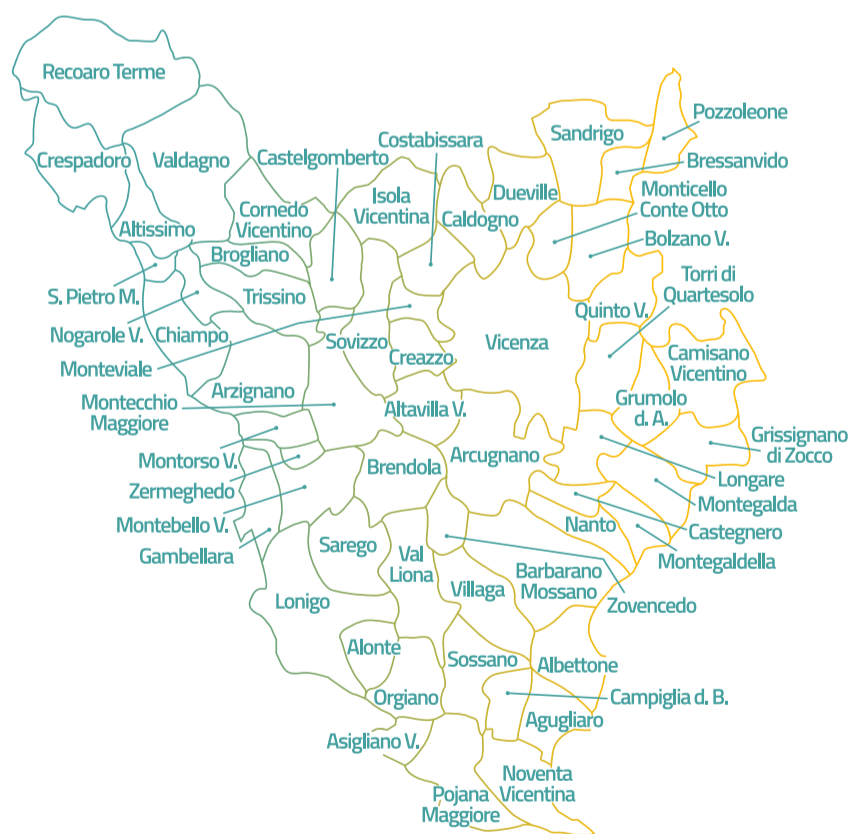 Recoaro Terme
Pozzoleone
Sandrigo
Costabissara
Crespadoro
Valdagno
Castelgomberto
Bressanvido
Dueville
Monticello
Conte Otto
Isola
Vicentina
Cornedo
Vicentino
Caldogno
Altissimo
Bolzano V.
Brogliano
Torri di
Quartesolo
S. Pietro M.
Trissino
Quinto V.
Nogarole V.
Chiampo
Sovizzo
Vicenza
Camisano
Vicentino
Creazzo
Monteviale
Arzignano
Grumolo
d. A.
Montecchio
Maggiore
Altavilla V.
Grissignano
di Zocco
Montorso V.
Brendola
Arcugnano
Longare
Zermeghedo
Montegalda
Montebello V.
Nanto
Castegnero
Gambellara
Sarego
Val
Liona
Montegaldella
Barbarano
Mossano
Villaga
Lonigo
Zovencedo
Alonte
Sossano
Albettone
Orgiano
Campiglia d. B.
Agugliaro
Asigliano V.
Noventa
Vicentina
Pojana
Maggiore